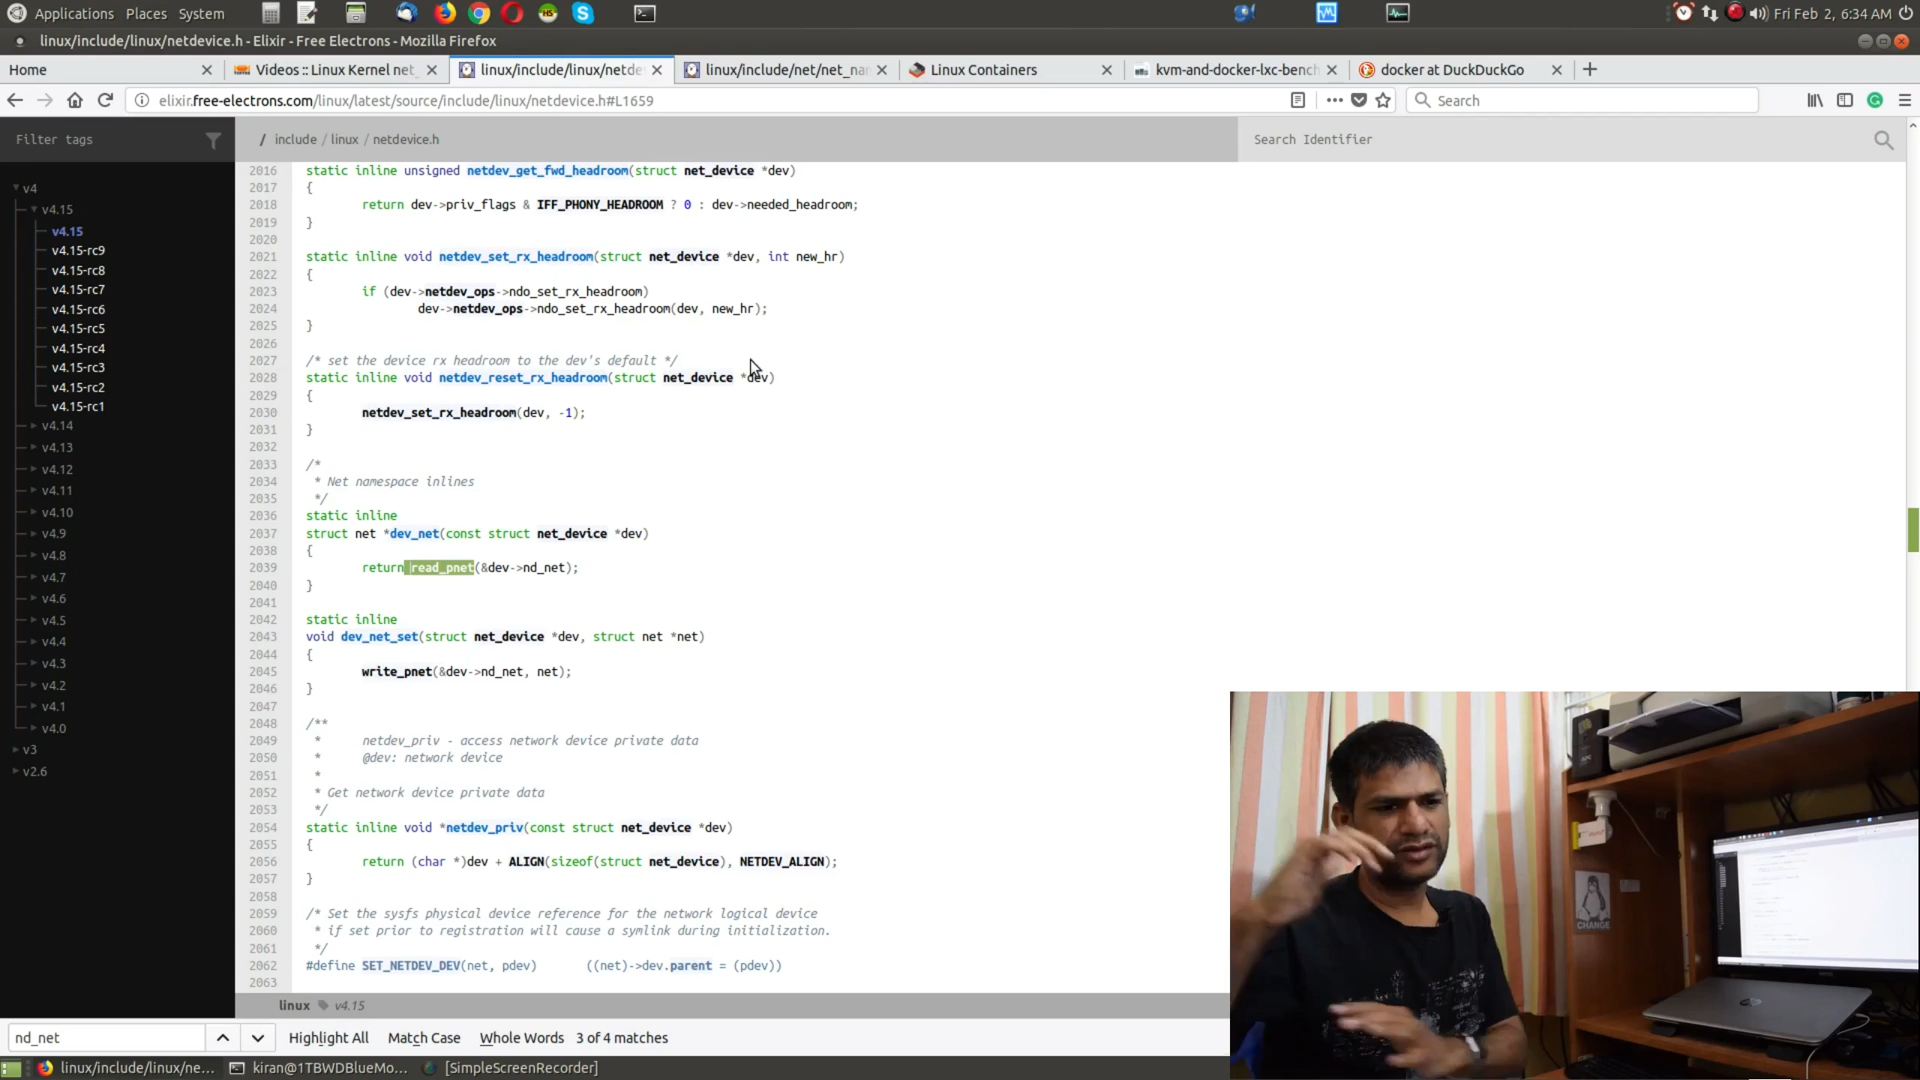 Applications Places System
Fri Feb 2, 6:34 AM
linux/include/linux/netdevice.h - Elixir - Free Electrons - Mozilla Firefox
Home
Videos :: Linux Kernel net
linux/include/linux/netde
linux/include/net/net_na
Linux Containers
kvm-and-docker-lxc-bench
docker at DuckDuckGo
elixir.free-electrons.com/linux/latest/source/include/linux/netdevice.h#L1659
Search
Filter tags
/ include / linux / netdevice.h
Search Identifier
v4
v4.15
v4.15
v4.15-rc9
v4.15-rc8
v4.15-rc7
v4.15-rc6
v4.15-rc5
v4.15-rc4
v4.15-rc3
v4.15-rc2
v4.15-rc1
v4.14
v4.13
v4.12
v4.11
v4.10
v4.9
v4.8
v4.7
v4.6
v4.5
v4.4
v4.3
v4.2
v4.1
v4.0
v3
v2.6
2016 static inline unsigned netdev_get_fwd_headroom(struct net_device *dev)
2017 {
2018 return dev->priv_flags & IFF_PHONY_HEADROOM ? 0 : dev->needed_headroom;
2019 }
2020
2021 static inline void netdev_set_rx_headroom(struct net_device *dev, int new_hr)
2022 {
2023 if (dev->netdev_ops->ndo_set_rx_headroom)
2024 dev->netdev_ops->ndo_set_rx_headroom(dev, new_hr);
2025 }
2026
2027 /* set the device rx headroom to the dev's default */
2028 static inline void netdev_reset_rx_headroom(struct net_device *dev)
2029 {
2030 netdev_set_rx_headroom(dev, -1);
2031 }
2032
2033 /*
2034 * Net namespace inlines
2035 */
2036 static inline
2037 struct net *dev_net(const struct net_device *dev)
2038 {
2039 return read_pnet(&dev->nd_net);
2040 }
2041
2042 static inline
2043 void dev_net_set(struct net_device *dev, struct net *net)
2044 {
2045 write_pnet(&dev->nd_net, net);
2046 }
2047
2048 /**
2049 * netdev_priv - access network device private data
2050 * @dev: network device
2051 *
2052 * Get network device private data
2053 */
2054 static inline void *netdev_priv(const struct net_device *dev)
2055 {
2056 return (char *)dev + ALIGN(sizeof(struct net_device), NETDEV_ALIGN);
2057 }
2058
2059 /* Set the sysfs physical device reference for the network logical device
2060 * if set prior to registration will cause a symlink during initialization.
2061 */
2062 #define SET_NETDEV_DEV(net, pdev) ((net)->dev.parent = (pdev))
2063
linux v4.15
CHANGE
nd_net
Highlight All Match Case Whole Words 3 of 4 matches
linux/include/linux/ne...
kiran@1TBWDBlueMo...
[SimpleScreenRecorder]